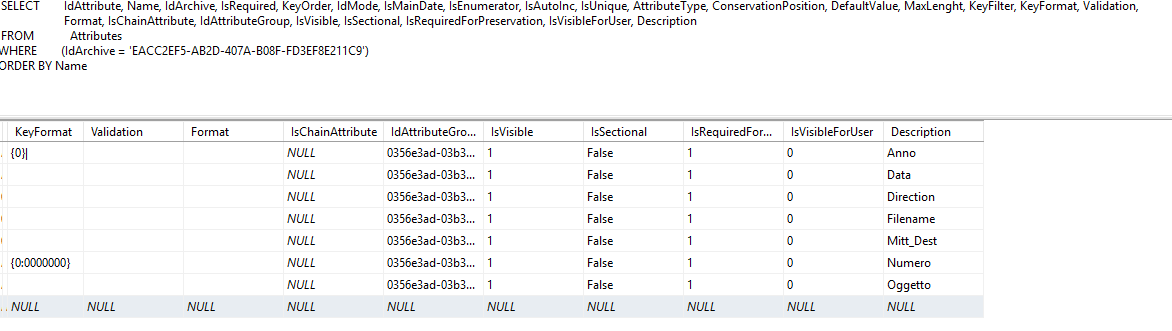 SELECT IdAttribute, Name, IdArchive, IsRequired, KeyOrder, IdMode, IsMainDate, IsEnumerator, IsAutoInc, IsUnique, AttributeType, ConservationPosition, DefaultValue, MaxLenght, KeyFilter, KeyFormat, Validation,
Format, IsChainAttribute, IdAttributeGroup, IsVisible, IsSectional, IsRequiredForPreservation, IsVisibleForUser, Description
FROM Attributes
WHERE (IdArchive = 'EACC2EF5-AB2D-407A-B08F-FD3EF8E211C9')
ORDER BY Name
KeyFormat Validation Format IsChainAttribute IdAttributeGro... IsVisible IsSectional IsRequiredFor... IsVisibleForUser Description
{0}| NULL 0356e3ad-03b3... 1 False 1 0 Anno
NULL 0356e3ad-03b3... 1 False 1 0 Data
NULL 0356e3ad-03b3... 1 False 1 0 Direction
NULL 0356e3ad-03b3... 1 False 1 0 Filename
NULL 0356e3ad-03b3... 1 False 1 0 Mitt_Dest
{0:0000000} NULL 0356e3ad-03b3... 1 False 1 0 Numero
NULL 0356e3ad-03b3... 1 False 1 0 Oggetto
NULL NULL NULL NULL NULL NULL NULL NULL NULL NULL